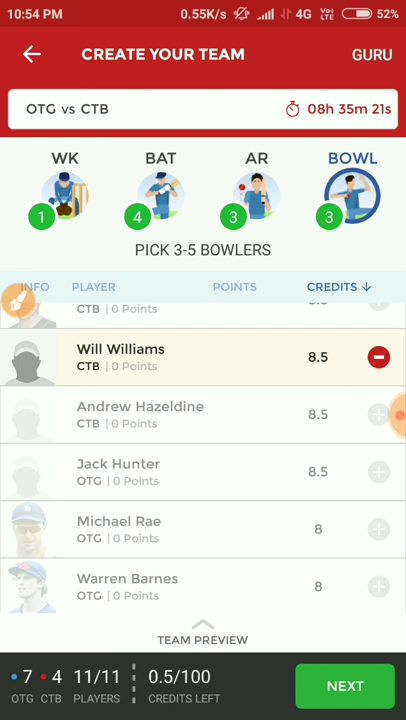 10:54 PM 0.55K/s 4G Vo) LTE 52%
CREATE YOUR TEAM GURU
OTG vs CTB 08h 35m 21s
WK BAT AR BOWL
1 4 3 3
PICK 3-5 BOWLERS
INFO PLAYER POINTS CREDITS ↓
CTB | 0 Points
Will Williams 8.5
CTB | 0 Points
Andrew Hazeldine 8.5
CTB | 0 Points
Jack Hunter 8.5
OTG | 0 Points
Michael Rae 8
OTG | 0 Points
Warren Barnes 8
OTG | 0 Points
TEAM PREVIEW
7 4 11/11 0.5/100 NEXT
OTG CTB PLAYERS CREDITS LEFT